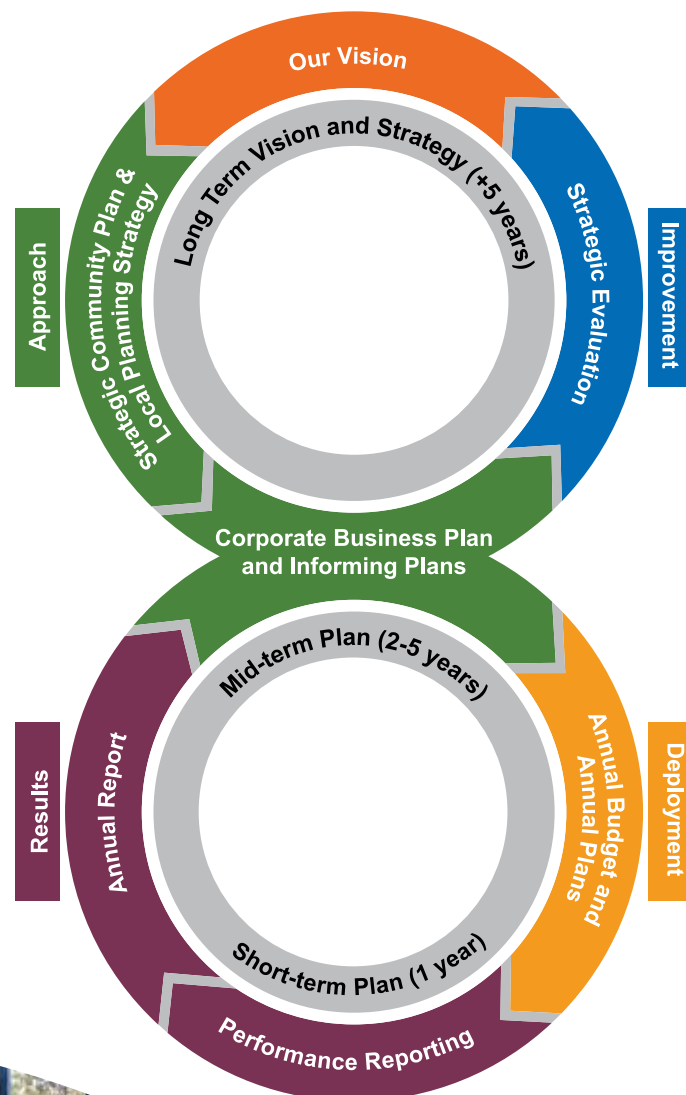 Our Vision
Long Term Vision and Strategy (+5 years)
Approach
Strategic Community Plan &
Local Planning Strategy
Strategic Evaluation
Improvement
Corporate Business Plan
and Informing Plans
Mid-term Plan (2-5 years)
Results
Annual Report
Annual Budget and
Annual Plans
Deployment
Short-term Plan (1 year)
Performance Reporting